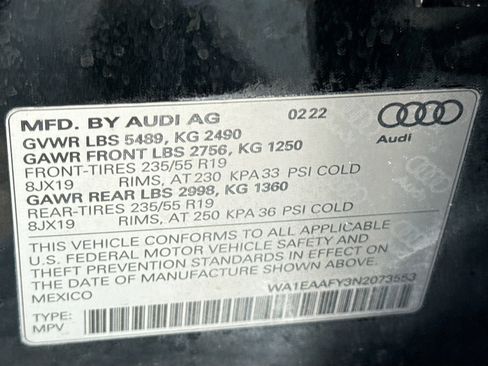 MFD. BY AUDI AG 0222
GVWR LBS 5489, KG 2490
GAWR FRONT LBS 2756, KG 1250
FRONT-TIRES 235/55 R19
8JX19 RIMS, AT 230 KPA 33 PSI COLD
GAWR REAR LBS 2998, KG 1360
REAR-TIRES 235/55 R19
8JX19 RIMS, AT 250 KPA 36 PSI COLD
THIS VEHICLE CONFORMS TO ALL APPLICABLE
U.S. FEDERAL MOTOR VEHICLE SAFETY AND
THEFT PREVENTION STANDARDS IN EFFECT ON
THE DATE OF MANUFACTURE SHOWN ABOVE.
MEXICO
WA1EAAFY3N2073553
TYPE:
MPV
Audi